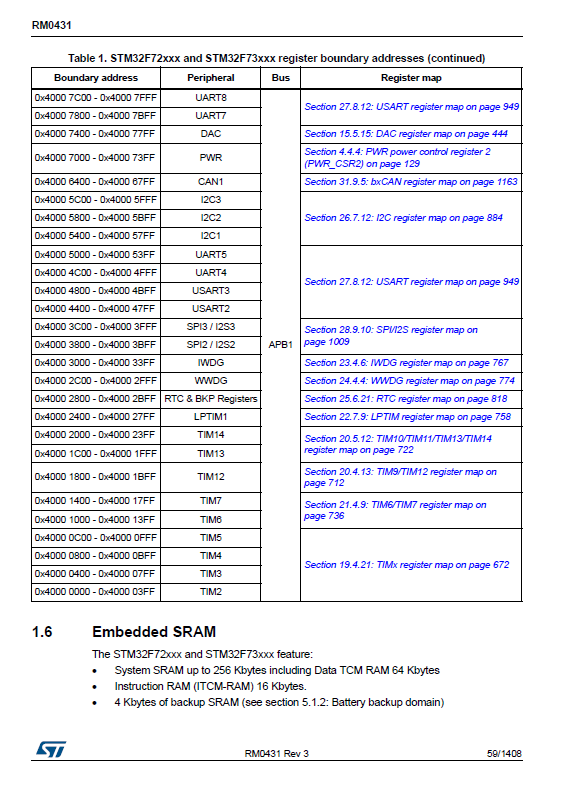 RM0431
Table 1. STM32F72xxx and STM32F73xxx register boundary addresses (continued)
Boundary address Peripheral Bus Register map
0x4000 7C00 - 0x4000 7FFF UART8
Section 27.8.12: USART register map on page 949
0x4000 7800 - 0x4000 7BFF UART7
0x4000 7400 - 0x4000 77FF DAC Section 15.5.15: DAC register map on page 444
0x4000 7000 - 0x4000 73FF PWR Section 4.4.4: PWR power control register 2
(PWR_CSR2) on page 129
0x4000 6400 - 0x4000 67FF CAN1 Section 31.9.5: bxCAN register map on page 1163
0x4000 5C00 - 0x4000 5FFF I2C3
0x4000 5800 - 0x4000 5BFF I2C2 Section 26.7.12: I2C register map on page 884
0x4000 5400 - 0x4000 57FF I2C1
0x4000 5000 - 0x4000 53FF UART5
0x4000 4C00 - 0x4000 4FFF UART4
Section 27.8.12: USART register map on page 949
0x4000 4800 - 0x4000 4BFF USART3
0x4000 4400 - 0x4000 47FF USART2
0x4000 3C00 - 0x4000 3FFF SPI3 / I2S3 Section 28.9.10: SPI/I2S register map on
0x4000 3800 - 0x4000 3BFF SPI2 / I2S2 APB1 page 1009
0x4000 3000 - 0x4000 33FF IWDG Section 23.4.6: IWDG register map on page 767
0x4000 2C00 - 0x4000 2FFF WWDG Section 24.4.4: WWDG register map on page 774
0x4000 2800 - 0x4000 2BFF RTC & BKP Registers Section 25.6.21: RTC register map on page 818
0x4000 2400 - 0x4000 27FF LPTIM1 Section 22.7.9: LPTIM register map on page 758
0x4000 2000 - 0x4000 23FF TIM14 Section 20.5.12: TIM10/TIM11/TIM13/TIM14
0x4000 1C00 - 0x4000 1FFF TIM13 register map on page 722
0x4000 1800 - 0x4000 1BFF TIM12 Section 20.4.13: TIM9/TIM12 register map on
page 712
0x4000 1400 - 0x4000 17FF TIM7 Section 21.4.9: TIM6/TIM7 register map on
0x4000 1000 - 0x4000 13FF TIM6 page 736
0x4000 0C00 - 0x4000 0FFF TIM5
0x4000 0800 - 0x4000 0BFF TIM4
Section 19.4.21: TIMx register map on page 672
0x4000 0400 - 0x4000 07FF TIM3
0x4000 0000 - 0x4000 03FF TIM2
1.6 Embedded SRAM
The STM32F72xxx and STM32F73xxx feature:
• System SRAM up to 256 Kbytes including Data TCM RAM 64 Kbytes
• Instruction RAM (ITCM-RAM) 16 Kbytes.
• 4 Kbytes of backup SRAM (see section 5.1.2: Battery backup domain)
ST RM0431 Rev 3 59/1408